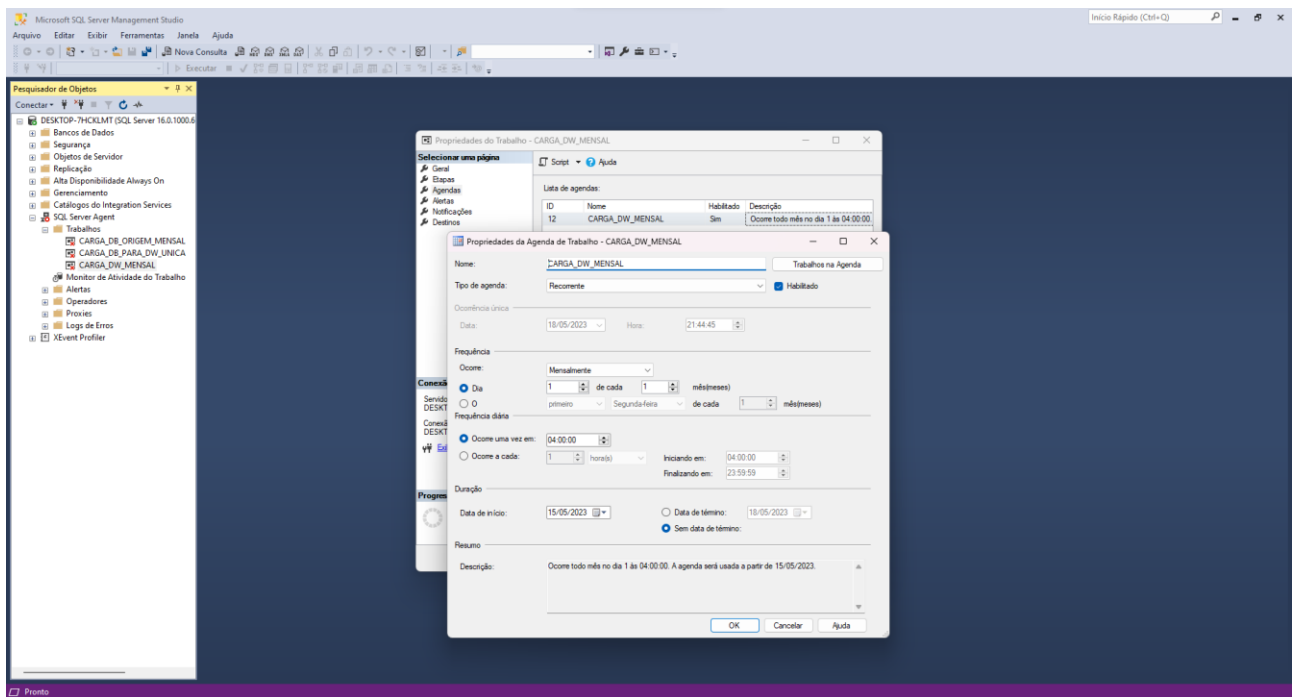 Microsoft SQL Server Management Studio
Início Rápido (Ctrl+Q)
Arquivo Editar Exibir Ferramentas Janela Ajuda
Nova Consulta
Executar
Pesquisador de Objetos
Conectar
DESKTOP-7HCKLMT (SQL Server 16.0.1000.6
Bancos de Dados
Segurança
Objetos de Servidor
Replicação
Alta Disponibilidade Always On
Gerenciamento
Catálogos do Integration Services
SQL Server Agent
Trabalhos
CARGA_DB_ORIGEM_MENSAL
CARGA_DB_PARA_DW_UNICA
CARGA_DW_MENSAL
Monitor de Atividade do Trabalho
Alertas
Operadores
Proxies
Logs de Erros
XEvent Profiler
Propriedades do Trabalho - CARGA_DW_MENSAL
Selecionar uma página
Geral
Etapas
Agendas
Alertas
Notificações
Destinos
Script Ajuda
Lista de agendas:
ID Nome Habilitado Descrição
12 CARGA_DW_MENSAL Sim Ocorre todo mês no dia 1 às 04:00:00.
Conexã
Servido
DESKT
Conexã
DESKT
Exi
Progres
Propriedades da Agenda de Trabalho - CARGA_DW_MENSAL
Nome: CARGA_DW_MENSAL Trabalhos na Agenda
Tipo de agenda: Recorrente Habilitado
Ocorrência única
Data: 18/05/2023 Hora: 21:44:45
Frequência
Ocorre: Mensalmente
Dia 1 de cada 1 mês(meses)
O primeiro Segunda-feira de cada 1 mês(meses)
Frequência diária
Ocorre uma vez em: 04:00:00
Ocorre a cada: 1 hora(s) Iniciando em: 04:00:00
Finalizando em: 23:59:59
Duração
Data de início: 15/05/2023 Data de término: 18/05/2023
Sem data de término:
Resumo
Descrição: Ocorre todo mês no dia 1 às 04:00:00. A agenda será usada a partir de 15/05/2023.
OK Cancelar Ajuda
Pronto